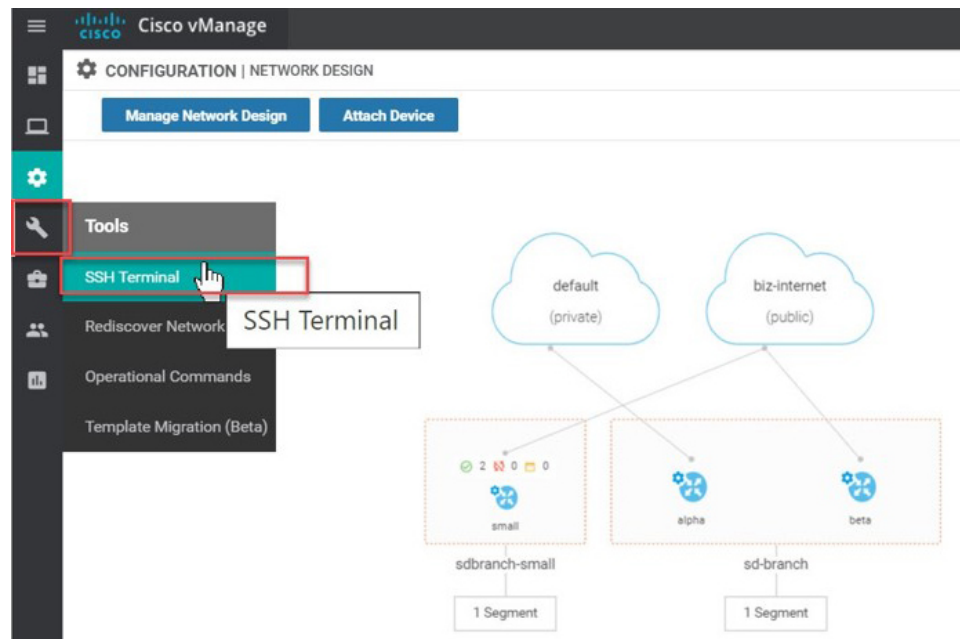 cisco Cisco vManage
CONFIGURATION | NETWORK DESIGN
Manage Network Design Attach Device
Tools
SSH Terminal
SSH Terminal
Rediscover Network
Operational Commands
Template Migration (Beta)
default
(private)
biz-internet
(public)
2 0 0
small
alpha
beta
sdbranch-small
sd-branch
1 Segment
1 Segment